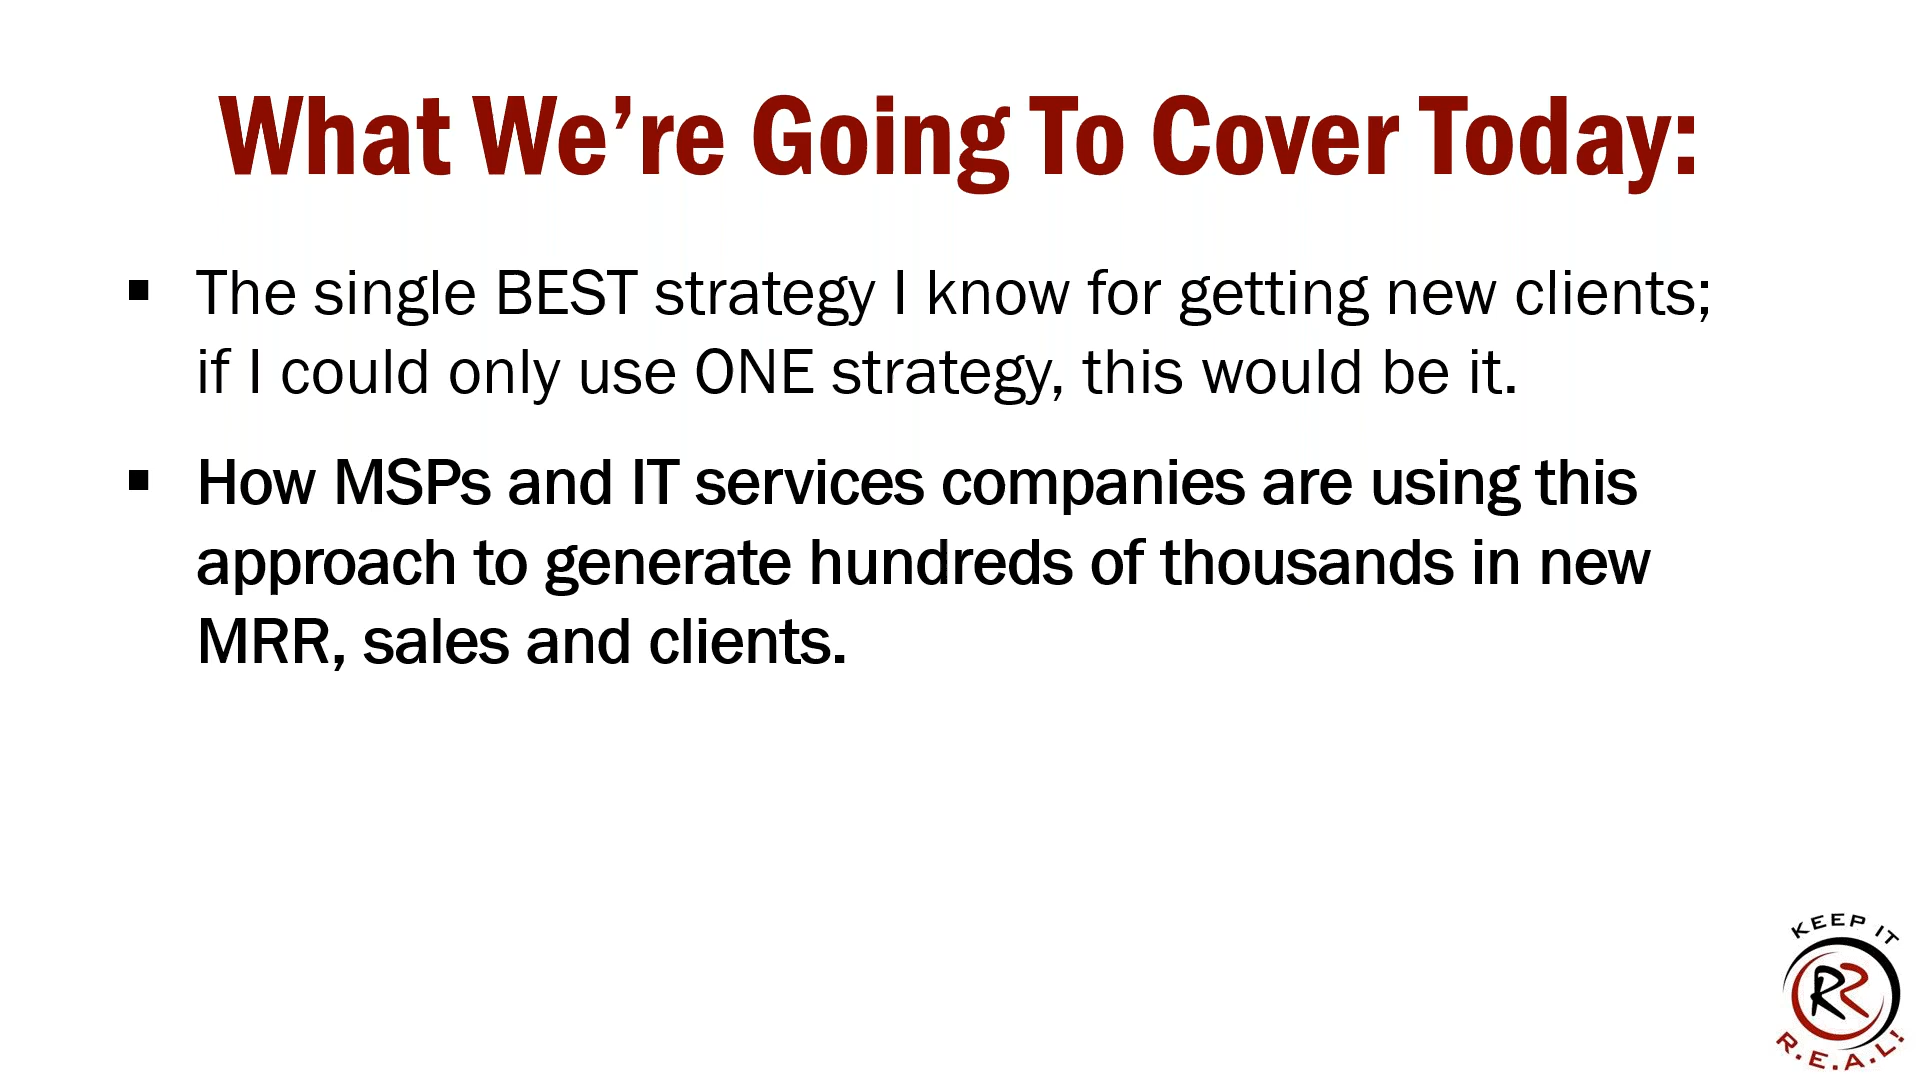 What We’re Going To Cover Today:
▪ The single BEST strategy I know for getting new clients;
if I could only use ONE strategy, this would be it.
▪ How MSPs and IT services companies are using this
approach to generate hundreds of thousands in new
MRR, sales and clients.
KEEP IT
RR
R.E.A.L!